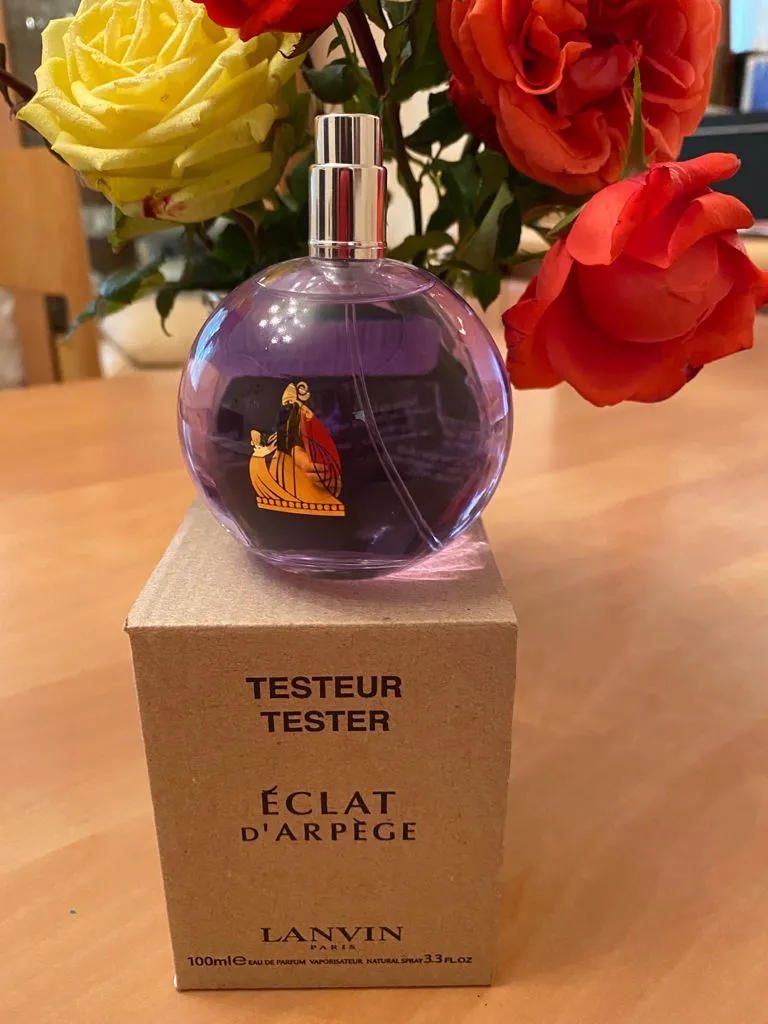 TESTEUR
TESTER
ÉCLAT
D'ARPÈGE
LANVIN
PARIS
100ml℮ EAU DE PARFUM VAPORISATEUR NATURAL SPRAY 3.3 FL.OZ